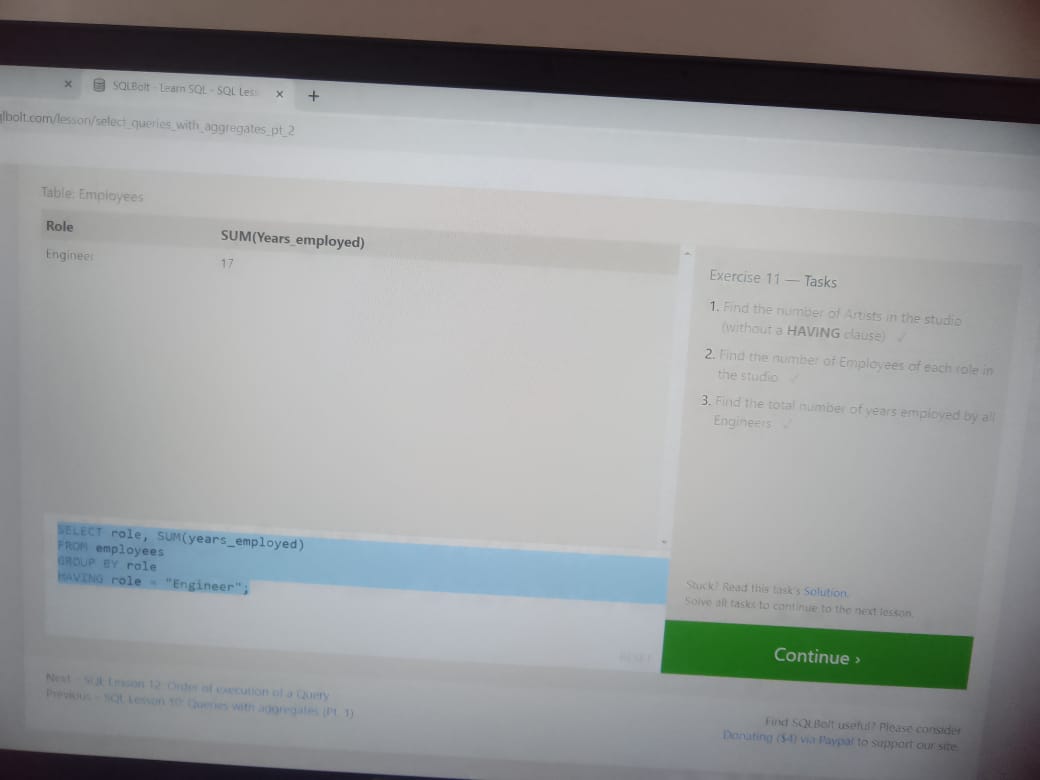 SQLBolt - Learn SQL - SQL Less
lbolt.com/lesson/select_queries_with_aggregates_pt_2
Table: Employees
Role SUM(Years_employed)
Engineer 17
Exercise 11 — Tasks
1. Find the number of Artists in the studio
(without a HAVING clause) ✓
2. Find the number of Employees of each role in
the studio ✓
3. Find the total number of years employed by all
Engineers ✓
SELECT role, SUM(years_employed)
FROM employees
GROUP BY role
HAVING role = "Engineer";
Stuck? Read this task's Solution.
Solve all tasks to continue to the next lesson.
RESET
Continue ›
Next – SQL Lesson 12: Order of execution of a Query
Previous – SQL Lesson 10: Queries with aggregates (Pt. 1)
Find SQLBolt useful? Please consider
Donating ($4) via Paypal to support our site.